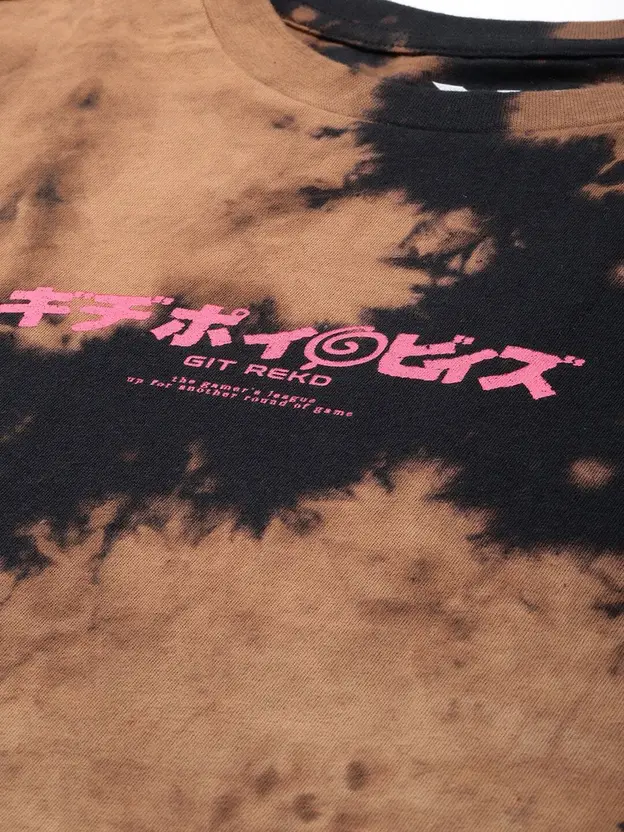 ギヂポイ@ビイズ
GIT REKD
the gamer's league
up for another round of game